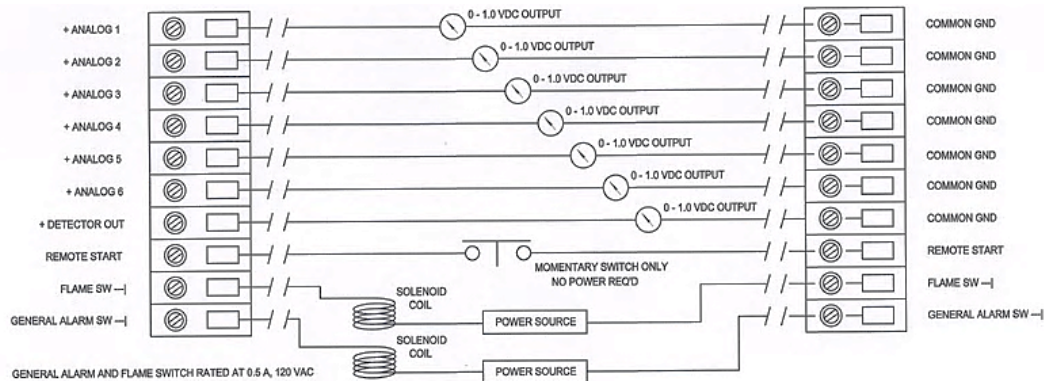 + ANALOG 1
0 - 1.0 VDC OUTPUT
COMMON GND
+ ANALOG 2
0 - 1.0 VDC OUTPUT
COMMON GND
+ ANALOG 3
0 - 1.0 VDC OUTPUT
COMMON GND
+ ANALOG 4
0 - 1.0 VDC OUTPUT
COMMON GND
+ ANALOG 5
0 - 1.0 VDC OUTPUT
COMMON GND
+ ANALOG 6
0 - 1.0 VDC OUTPUT
COMMON GND
+ DETECTOR OUT
0 - 1.0 VDC OUTPUT
COMMON GND
REMOTE START
MOMENTARY SWITCH ONLY
NO POWER REQ'D
REMOTE START
FLAME SW
SOLENOID
COIL
POWER SOURCE
FLAME SW
GENERAL ALARM SW
SOLENOID
COIL
POWER SOURCE
GENERAL ALARM SW
GENERAL ALARM AND FLAME SWITCH RATED AT 0.5 A, 120 VAC